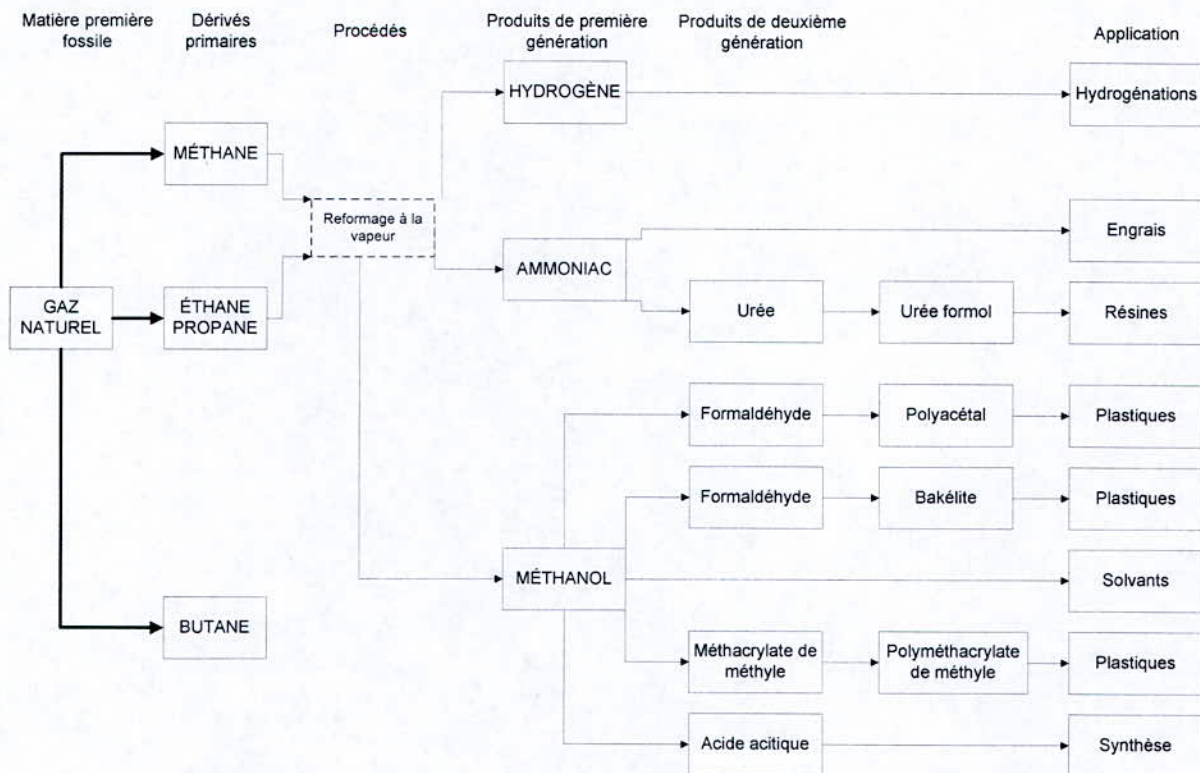 Matière première
fossile
Dérivés
primaires
Procédés
Produits de première
génération
Produits de deuxième
génération
Application
HYDROGÈNE
Hydrogénations
MÉTHANE
Reformage à la
vapeur
Engrais
AMMONIAC
GAZ
NATUREL
ÉTHANE
PROPANE
Urée
Urée formol
Résines
Formaldéhyde
Polyacétal
Plastiques
Formaldéhyde
Bakélite
Plastiques
MÉTHANOL
Solvants
BUTANE
Méthacrylate de
méthyle
Polyméthacrylate
de méthyle
Plastiques
Acide acitique
Synthèse